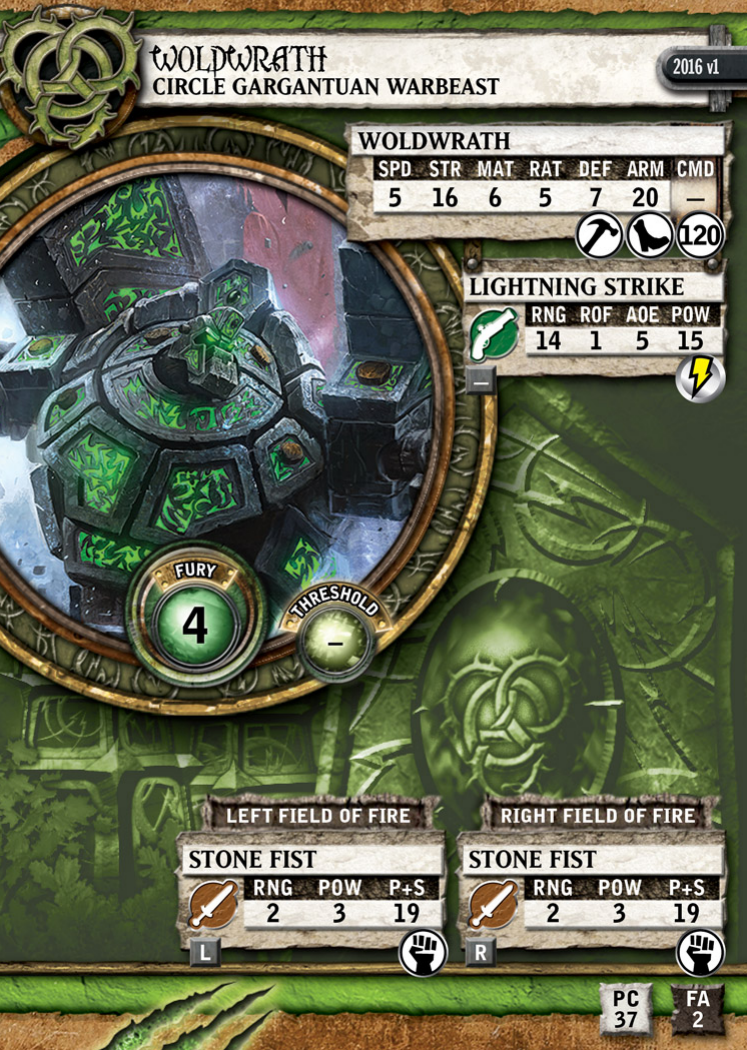 WOLDWRATH
CIRCLE GARGANTUAN WARBEAST
2016 v1
WOLDWRATH
SPD STR MAT RAT DEF ARM CMD
5 16 6 5 7 20 –
120
LIGHTNING STRIKE
RNG ROF AOE POW
14 1 5 15
–
FURY
4
THRESHOLD
–
LEFT FIELD OF FIRE
STONE FIST
RNG POW P+S
2 3 19
L
RIGHT FIELD OF FIRE
STONE FIST
RNG POW P+S
2 3 19
R
PC
37
FA
2